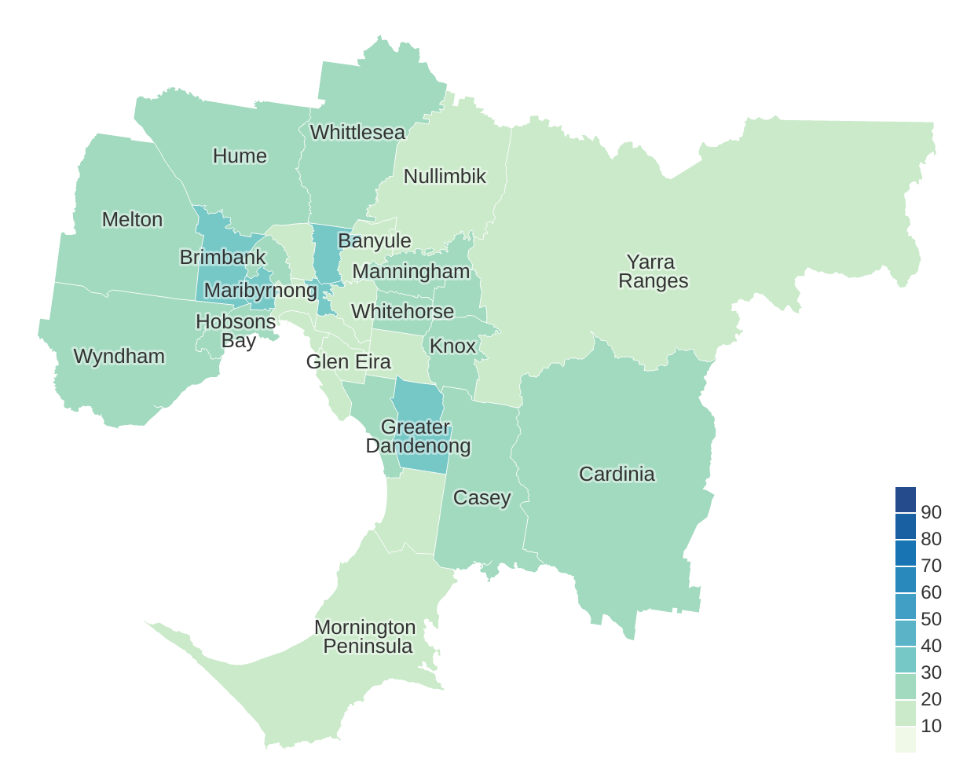 Whittlesea
Hume
Nullimbik
Melton
Banyule
Brimbank
Manningham
Yarra
Ranges
Maribyrnong
Whitehorse
Hobsons
Bay
Knox
Wyndham
Glen Eira
Greater
Dandenong
Cardinia
Casey
90
80
70
60
50
40
30
20
10
Mornington
Peninsula